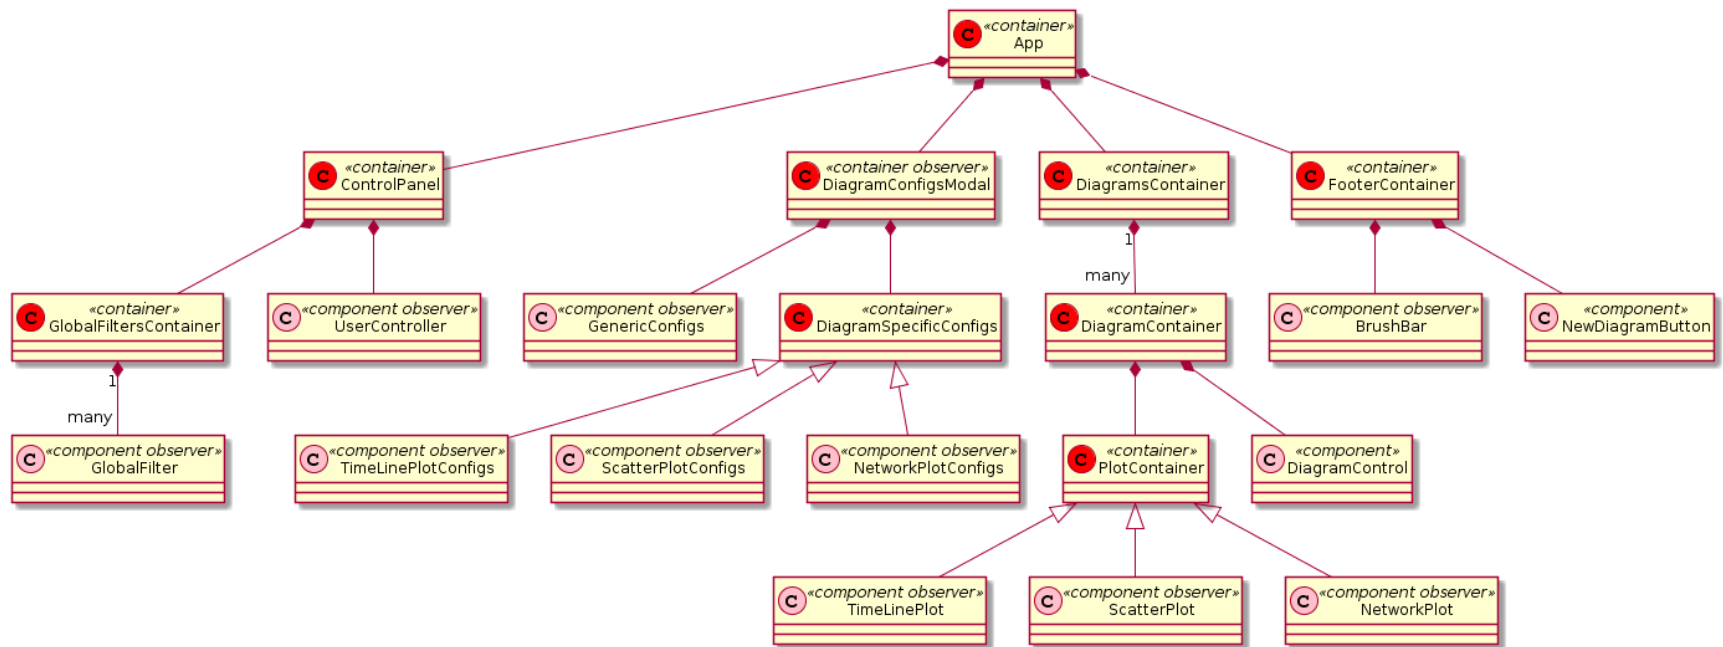 C «container»
App
C «container»
ControlPanel
C «container observer»
DiagramConfigsModal
C «container»
DiagramsContainer
C «container»
FooterContainer
1
many
C «container»
GlobalFiltersContainer
C «component observer»
UserController
C «component observer»
GenericConfigs
C «container»
DiagramSpecificConfigs
C «container»
DiagramContainer
C «component observer»
BrushBar
C «component»
NewDiagramButton
1
many
C «component observer»
GlobalFilter
C «component observer»
TimeLinePlotConfigs
C «component observer»
ScatterPlotConfigs
C «component observer»
NetworkPlotConfigs
C «container»
PlotContainer
C «component»
DiagramControl
C «component observer»
TimeLinePlot
C «component observer»
ScatterPlot
C «component observer»
NetworkPlot